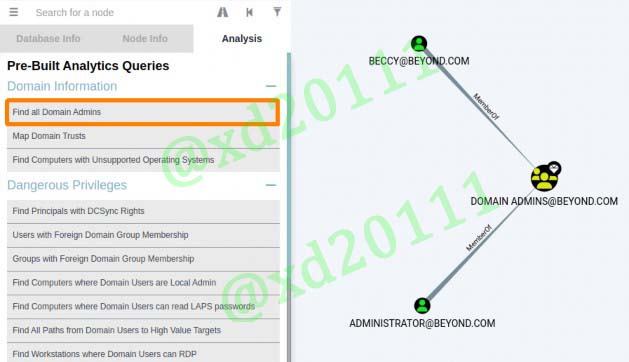 Search for a node
Database Info
Node Info
Analysis
Pre-Built Analytics Queries
Domain Information
Find all Domain Admins
Map Domain Trusts
Find Computers with Unsupported Operating Systems
Dangerous Privileges
Find Principals with DCSync Rights
Users with Foreign Domain Group Membership
Groups with Foreign Domain Group Membership
Find Computers where Domain Users are Local Admin
Find Computers where Domain Users can read LAPS passwords
Find All Paths from Domain Users to High Value Targets
Find Workstations where Domain Users can RDP
BECCY@BEYOND.COM
MemberOf
DOMAIN ADMINS@BEYOND.COM
MemberOf
ADMINISTRATOR@BEYOND.COM
@xd20111
@xd20111